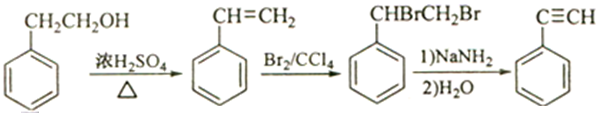 CH₂CH₂OH
浓H₂SO₄
△
CH=CH₂
Br₂/CCl₄
CHBrCH₂Br
1)NaNH₂
2)H₂O
C≡CH